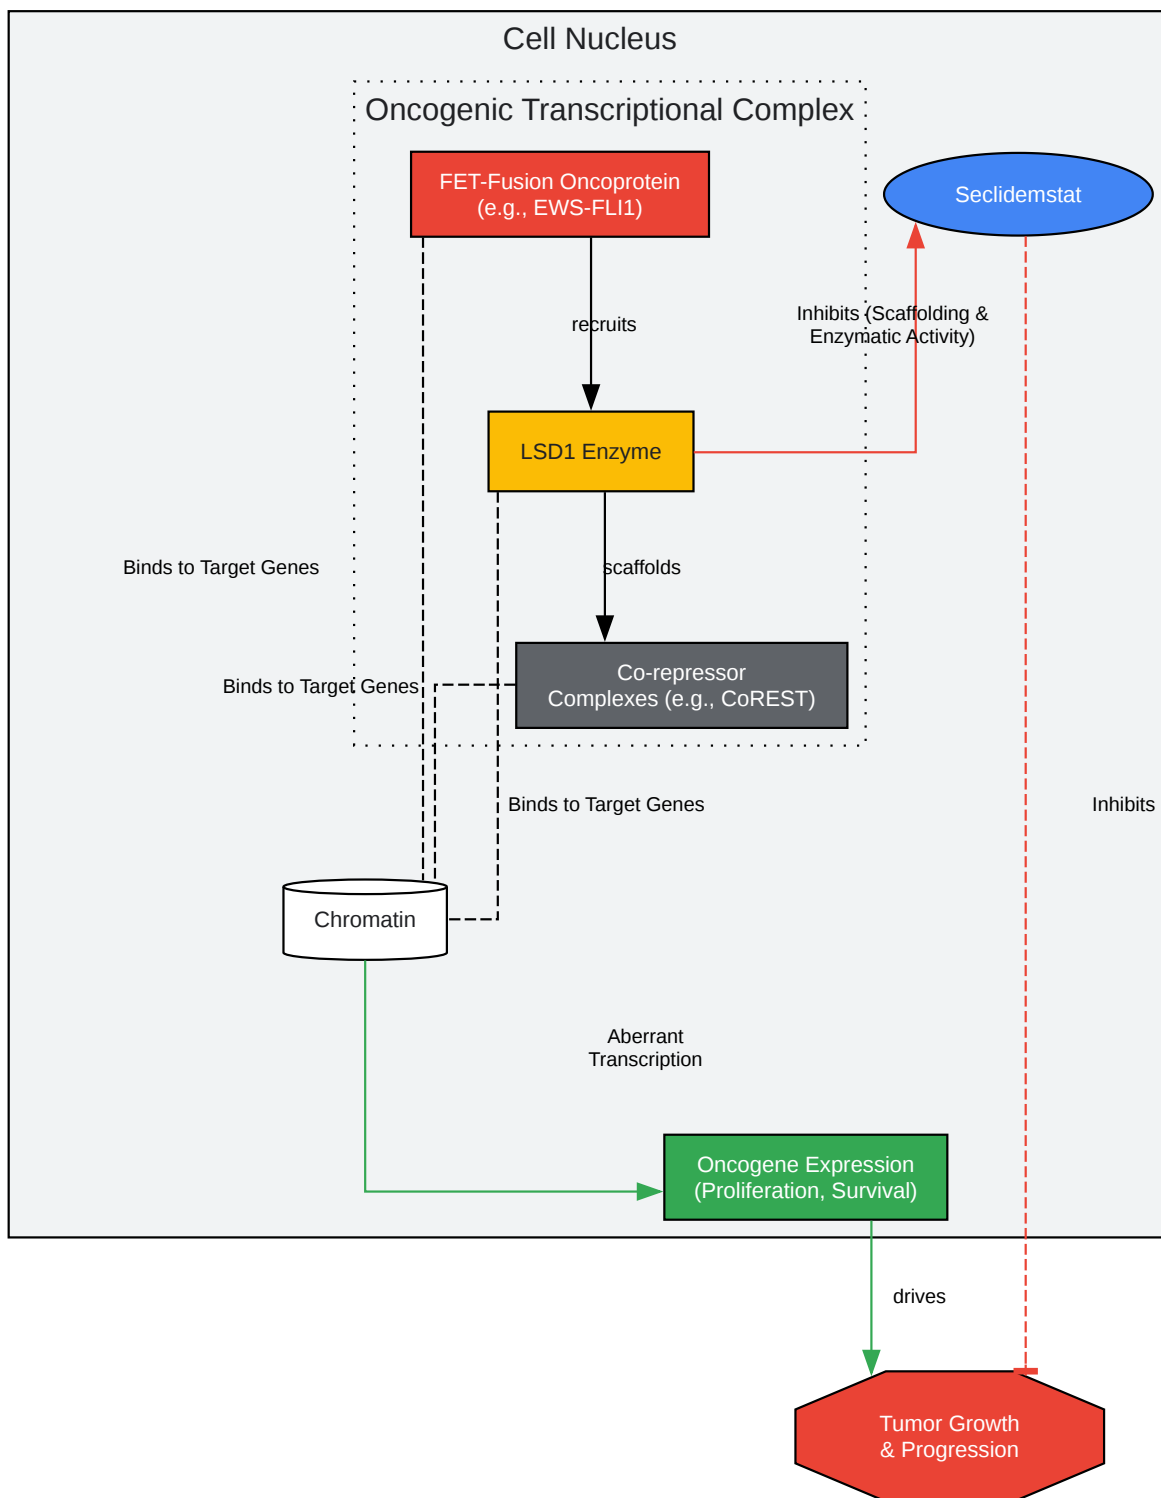 Cell Nucleus
Oncogenic Transcriptional Complex
FET-Fusion Oncoprotein
(e.g., EWS-FLI1)
Seclidemstat
recruits
Inhibits (Scaffolding &
Enzymatic Activity)
LSD1 Enzyme
Binds to Target Genes
scaffolds
Co-repressor
Complexes (e.g., CoREST)
Binds to Target Genes
Binds to Target Genes
Inhibits
Chromatin
Aberrant
Transcription
Oncogene Expression
(Proliferation, Survival)
drives
Tumor Growth
& Progression